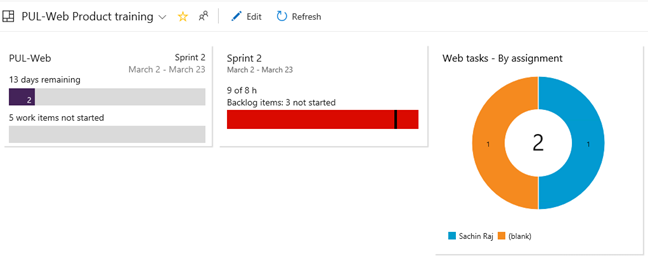 PUL-Web Product training
Edit
Refresh
PUL-Web
Sprint 2
March 2 - March 23
13 days remaining
2
5 work items not started
Sprint 2
March 2 - March 23
9 of 8 h
Backlog items: 3 not started
Web tasks - By assignment
1
2
1
Sachin Raj
(blank)